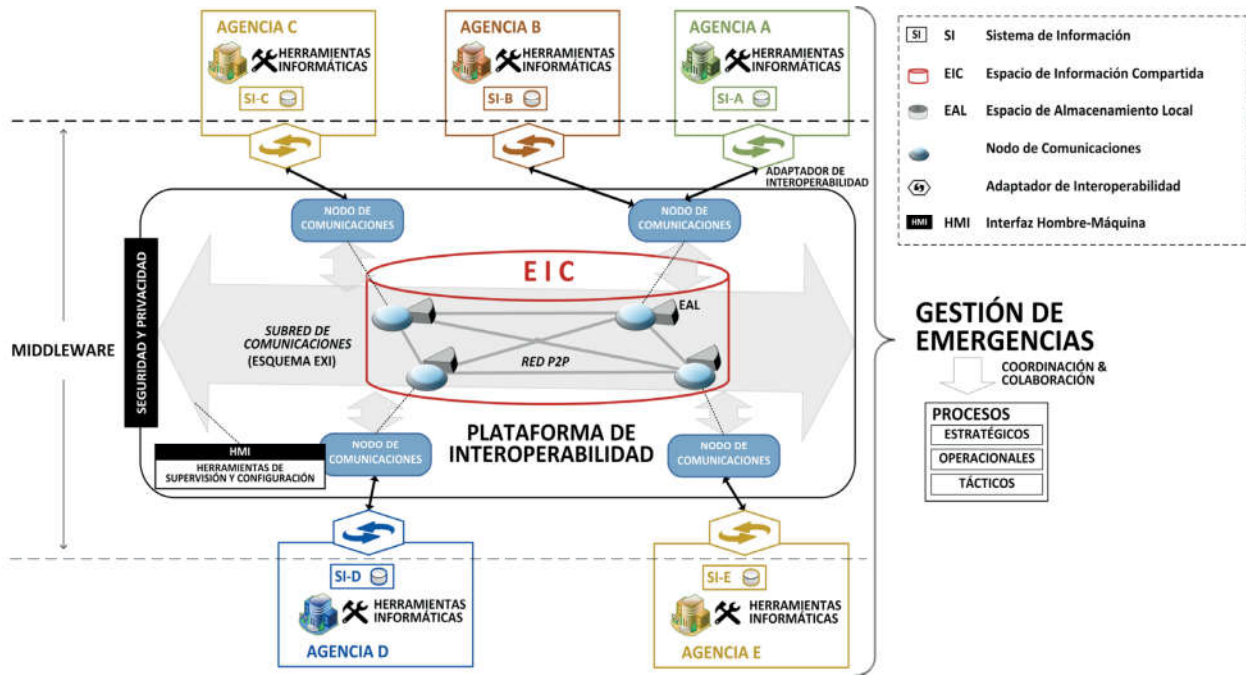 AGENCIA C
HERRAMIENTAS
INFORMÁTICAS
SI-C
AGENCIA B
HERRAMIENTAS
INFORMÁTICAS
SI-B
AGENCIA A
HERRAMIENTAS
INFORMÁTICAS
SI-A
SI SI Sistema de Información
EIC Espacio de Información Compartida
EAL Espacio de Almacenamiento Local
Nodo de Comunicaciones
Adaptador de Interoperabilidad
HMI HMI Interfaz Hombre-Máquina
ADAPTADOR DE
INTEROPERABILIDAD
NODO DE
COMUNICACIONES
NODO DE
COMUNICACIONES
MIDDLEWARE
SEGURIDAD Y PRIVACIDAD
EIC
EAL
SUBRED DE
COMUNICACIONES
(ESQUEMA EXI)
RED P2P
GESTIÓN DE
EMERGENCIAS
COORDINACIÓN &
COLABORACIÓN
PROCESOS
ESTRATÉGICOS
OPERACIONALES
TÁCTICOS
HMI
HERRAMIENTAS DE
SUPERVISIÓN Y CONFIGURACIÓN
NODO DE
COMUNICACIONES
PLATAFORMA DE
INTEROPERABILIDAD
NODO DE
COMUNICACIONES
SI-D
HERRAMIENTAS
INFORMÁTICAS
AGENCIA D
SI-E
HERRAMIENTAS
INFORMÁTICAS
AGENCIA E